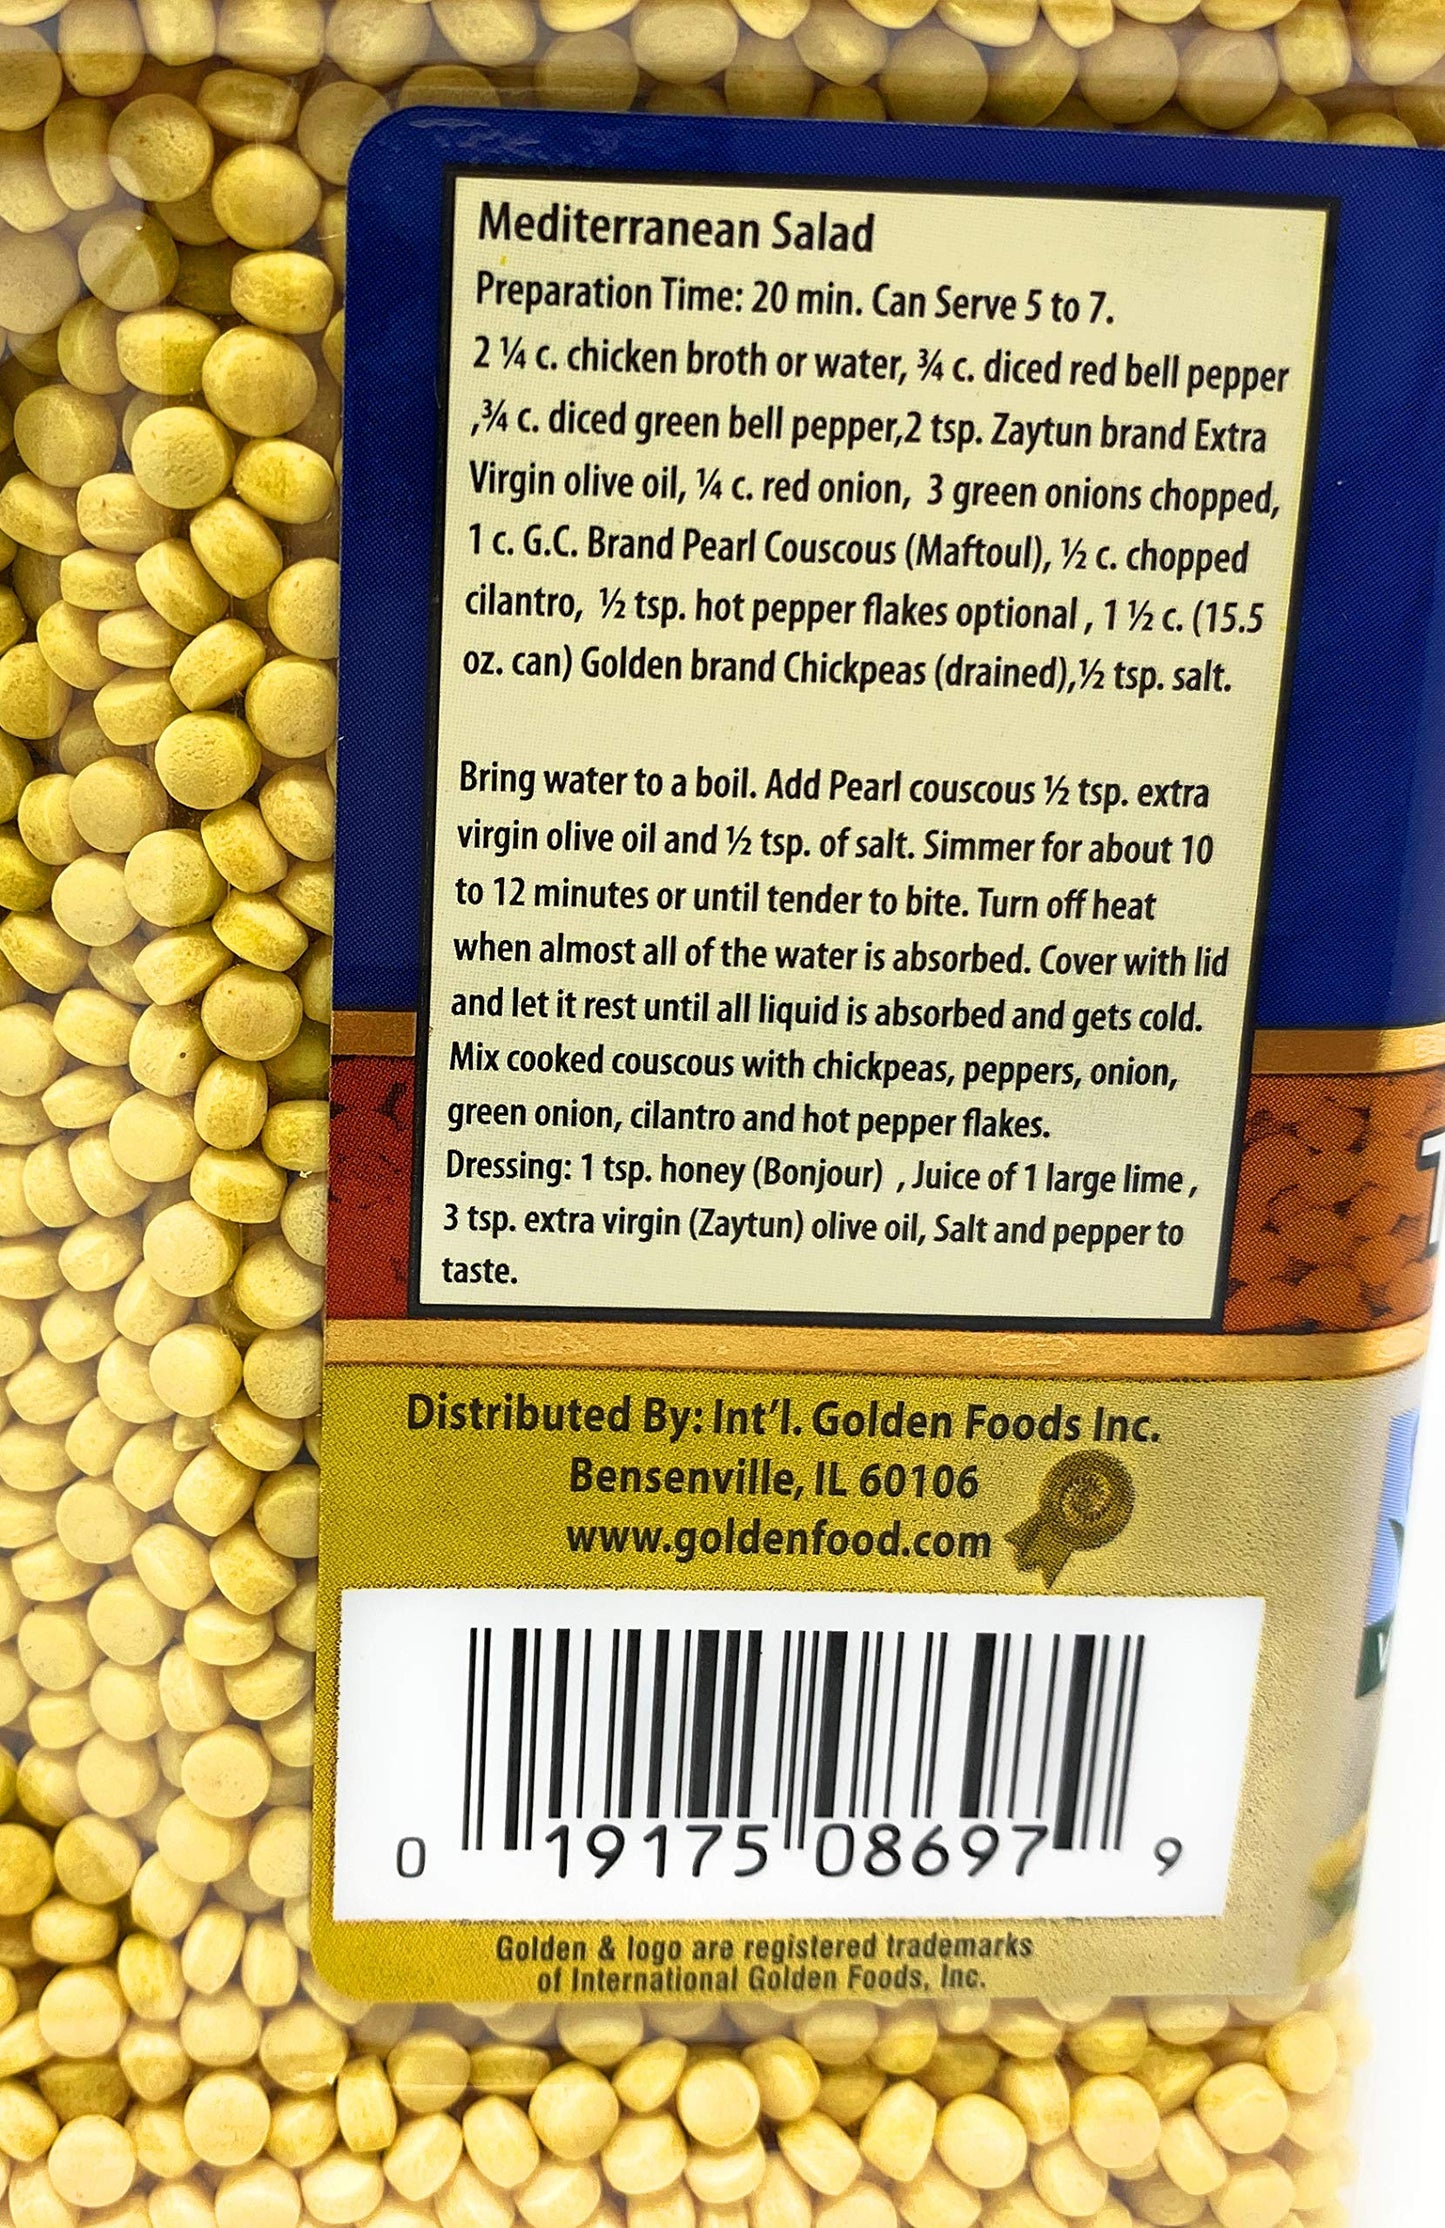 Mediterranean Salad
Preparation Time: 20 min. Can Serve 5 to 7.
2 ¼ c. chicken broth or water, ¾ c. diced red bell pepper
,¾ c. diced green bell pepper,2 tsp. Zaytun brand Extra
Virgin olive oil, ¼ c. red onion, 3 green onions chopped,
1 c. G.C. Brand Pearl Couscous (Maftoul), ½ c. chopped
cilantro, ½ tsp. hot pepper flakes optional , 1 ½ c. (15.5
oz. can) Golden brand Chickpeas (drained),½ tsp. salt.
Bring water to a boil. Add Pearl couscous ½ tsp. extra
virgin olive oil and ½ tsp. of salt. Simmer for about 10
to 12 minutes or until tender to bite. Turn off heat
when almost all of the water is absorbed. Cover with lid
and let it rest until all liquid is absorbed and gets cold.
Mix cooked couscous with chickpeas, peppers, onion,
green onion, cilantro and hot pepper flakes.
Dressing: 1 tsp. honey (Bonjour) , Juice of 1 large lime ,
3 tsp. extra virgin (Zaytun) olive oil, Salt and pepper to
taste.
Distributed By: Int'l. Golden Foods Inc.
Bensenville, IL 60106
www.goldenfood.com
0 19175 08697 9
Golden & logo are registered trademarks
of International Golden Foods, Inc.